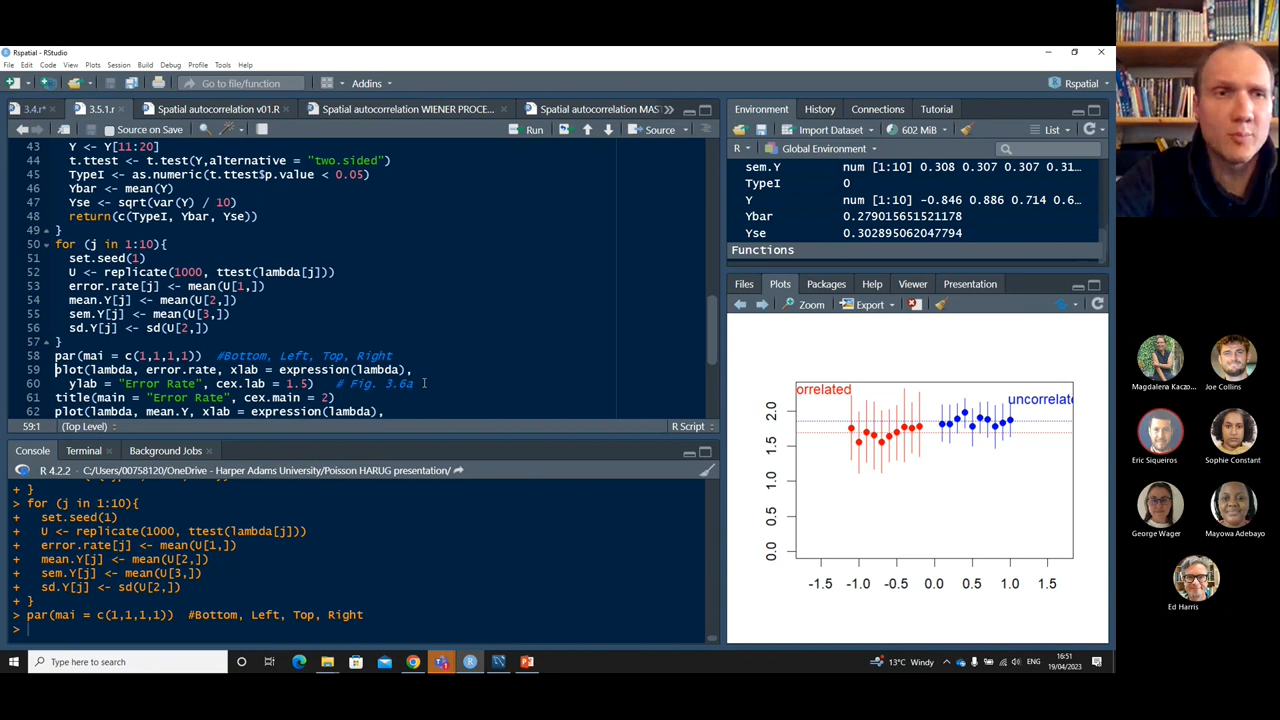 Rspatial - RStudio
File Edit Code View Plots Session Build Debug Profile Tools Help
Go to file/function
Addins
Rspatial
3.4.r*
3.5.1.r
Spatial autocorrelation v01.R
Spatial autocorrelation WIENER PROCE...
Spatial autocorrelation MAS
Source on Save
Run
Source
43 Y <- Y[11:20]
44 t.ttest <- t.test(Y,alternative = "two.sided")
45 TypeI <- as.numeric(t.ttest$p.value < 0.05)
46 Ybar <- mean(Y)
47 Yse <- sqrt(var(Y) / 10)
48 return(c(TypeI, Ybar, Yse))
49 }
50 for (j in 1:10){
51 set.seed(1)
52 U <- replicate(1000, ttest(lambda[j]))
53 error.rate[j] <- mean(U[1,])
54 mean.Y[j] <- mean(U[2,])
55 sem.Y[j] <- mean(U[3,])
56 sd.Y[j] <- sd(U[2,])
57 }
58 par(mai = c(1,1,1,1)) #Bottom, Left, Top, Right
59 plot(lambda, error.rate, xlab = expression(lambda),
60 ylab = "Error Rate", cex.lab = 1.5) # Fig. 3.6a
61 title(main = "Error Rate", cex.main = 2)
62 plot(lambda, mean.Y, xlab = expression(lambda),
59:1 (Top Level) R Script
Console Terminal Background Jobs
R 4.2.2 · C:/Users/00758120/OneDrive - Harper Adams University/Poisson HARUG presentation/
+ }
> for (j in 1:10){
+ set.seed(1)
+ U <- replicate(1000, ttest(lambda[j]))
+ error.rate[j] <- mean(U[1,])
+ mean.Y[j] <- mean(U[2,])
+ sem.Y[j] <- mean(U[3,])
+ sd.Y[j] <- sd(U[2,])
+ }
> par(mai = c(1,1,1,1)) #Bottom, Left, Top, Right
>
Environment History Connections Tutorial
Import Dataset
602 MiB
List
R
Global Environment
sem.Y num [1:10] 0.308 0.307 0.307 0.31...
TypeI 0
Y num [1:10] -0.846 0.886 0.714 0.6...
Ybar 0.279015651521178
Yse 0.302895062047794
Functions
Files Plots Packages Help Viewer Presentation
Zoom
Export
orrelated
uncorrelate
2.0
1.5
1.0
0.5
0.0
-1.5 -1.0 -0.5 0.0 0.5 1.0 1.5
Type here to search
13°C Windy
ENG
16:51
19/04/2023
Magdalena Kaczo...
Joe Collins
Eric Siqueiros
Sophie Constant
George Wager
Mayowa Adebayo
Ed Harris